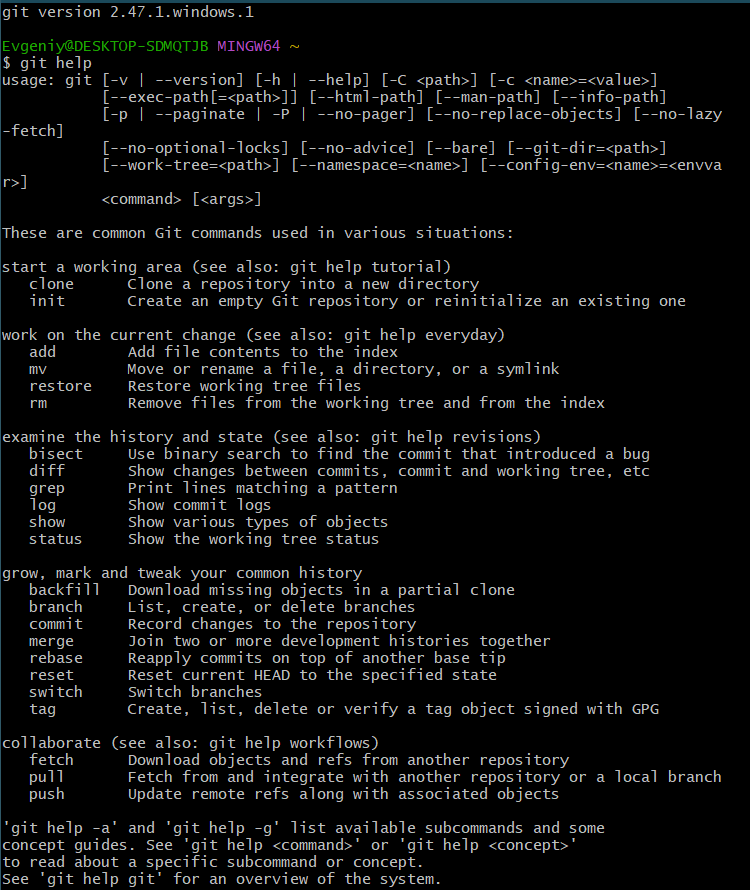 git version 2.47.1.windows.1

Evgeniy@DESKTOP-SDMQTJB MINGW64 ~
$ git help
usage: git [-v | --version] [-h | --help] [-C <path>] [-c <name>=<value>]
           [--exec-path[=<path>]] [--html-path] [--man-path] [--info-path]
           [-p | --paginate | -P | --no-pager] [--no-replace-objects] [--no-lazy
-fetch]
           [--no-optional-locks] [--no-advice] [--bare] [--git-dir=<path>]
           [--work-tree=<path>] [--namespace=<name>] [--config-env=<name>=<envva
r>]
           <command> [<args>]

These are common Git commands used in various situations:

start a working area (see also: git help tutorial)
   clone      Clone a repository into a new directory
   init       Create an empty Git repository or reinitialize an existing one

work on the current change (see also: git help everyday)
   add        Add file contents to the index
   mv         Move or rename a file, a directory, or a symlink
   restore    Restore working tree files
   rm         Remove files from the working tree and from the index

examine the history and state (see also: git help revisions)
   bisect     Use binary search to find the commit that introduced a bug
   diff       Show changes between commits, commit and working tree, etc
   grep       Print lines matching a pattern
   log        Show commit logs
   show       Show various types of objects
   status     Show the working tree status

grow, mark and tweak your common history
   backfill   Download missing objects in a partial clone
   branch     List, create, or delete branches
   commit     Record changes to the repository
   merge      Join two or more development histories together
   rebase     Reapply commits on top of another base tip
   reset      Reset current HEAD to the specified state
   switch     Switch branches
   tag        Create, list, delete or verify a tag object signed with GPG

collaborate (see also: git help workflows)
   fetch      Download objects and refs from another repository
   pull       Fetch from and integrate with another repository or a local branch
   push       Update remote refs along with associated objects

'git help -a' and 'git help -g' list available subcommands and some
concept guides. See 'git help <command>' or 'git help <concept>'
to read about a specific subcommand or concept.
See 'git help git' for an overview of the system.